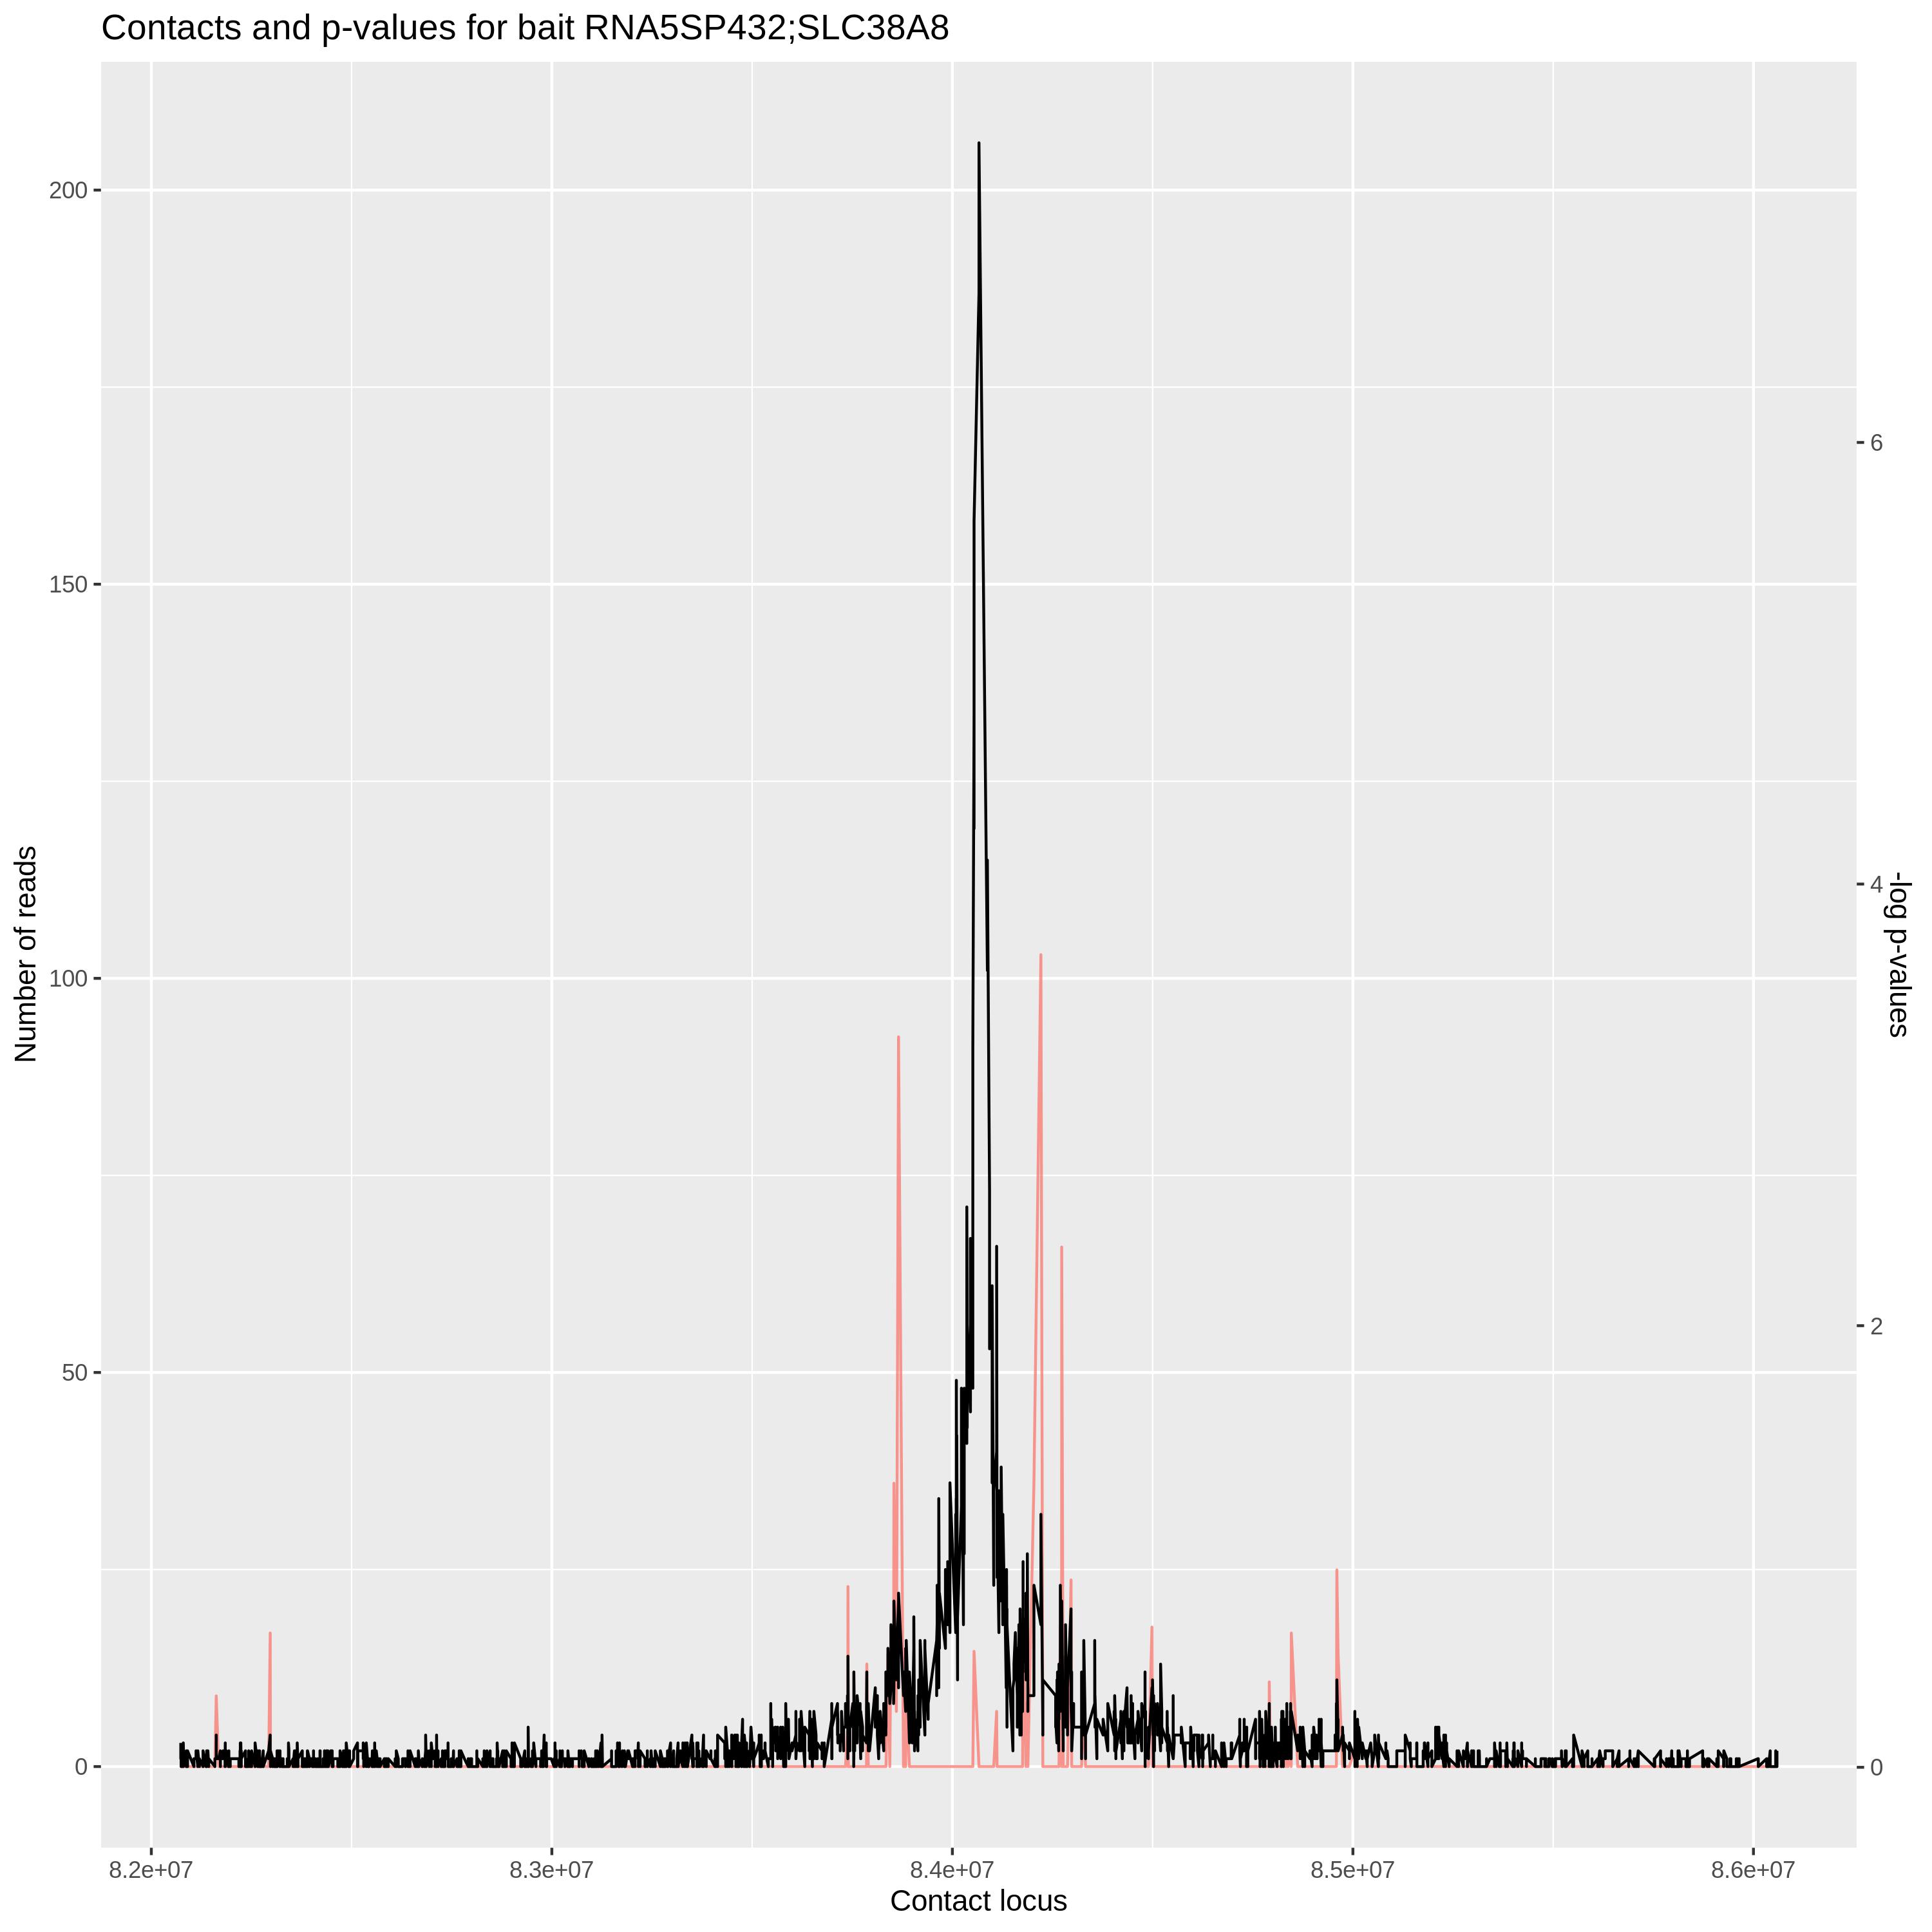 Contacts and p-values for bait RNA5SP432;SLC38A8
200
150
100
50
0
Number of reads
6
4
2
0
-log p-values
8.2e+07 8.3e+07 8.4e+07 8.5e+07 8.6e+07
Contact locus